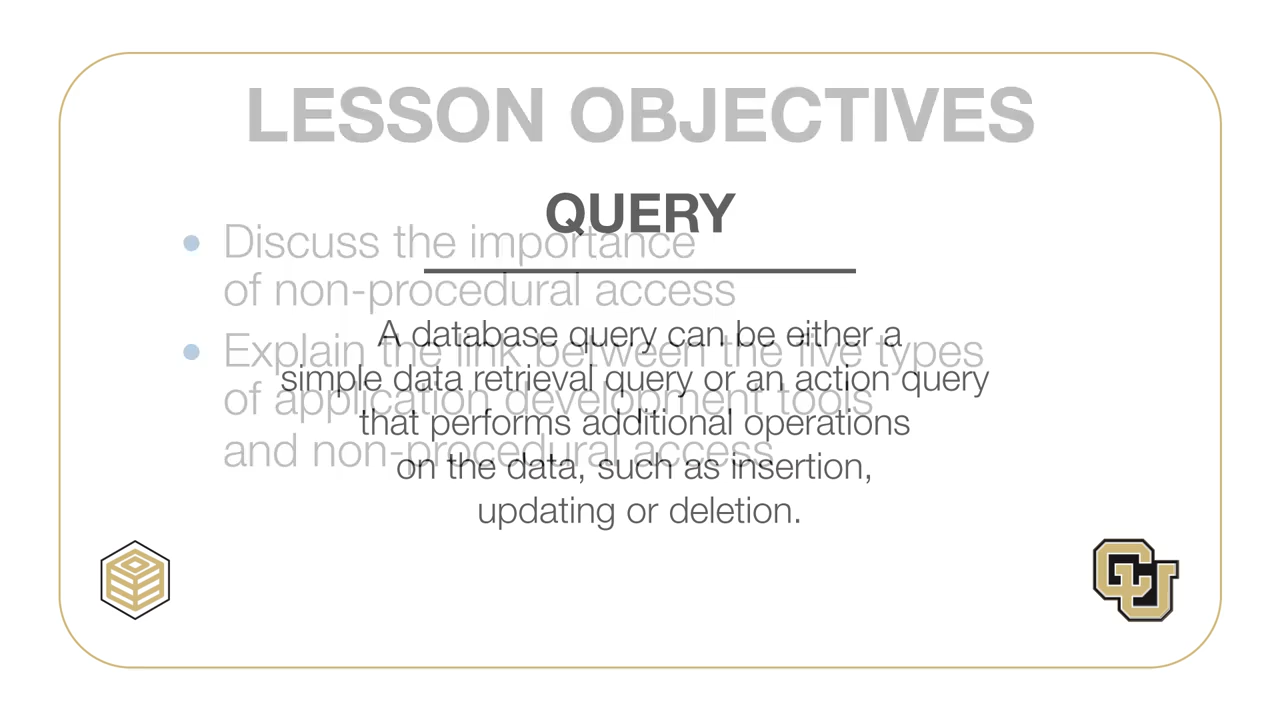 LESSON OBJECTIVES
• Discuss the importance
of non-procedural access
• Explain the link between the five types
of application development tools
and non-procedural access
QUERY
A database query can be either a
simple data retrieval query or an action query
that performs additional operations
on the data, such as insertion,
updating or deletion.
CU